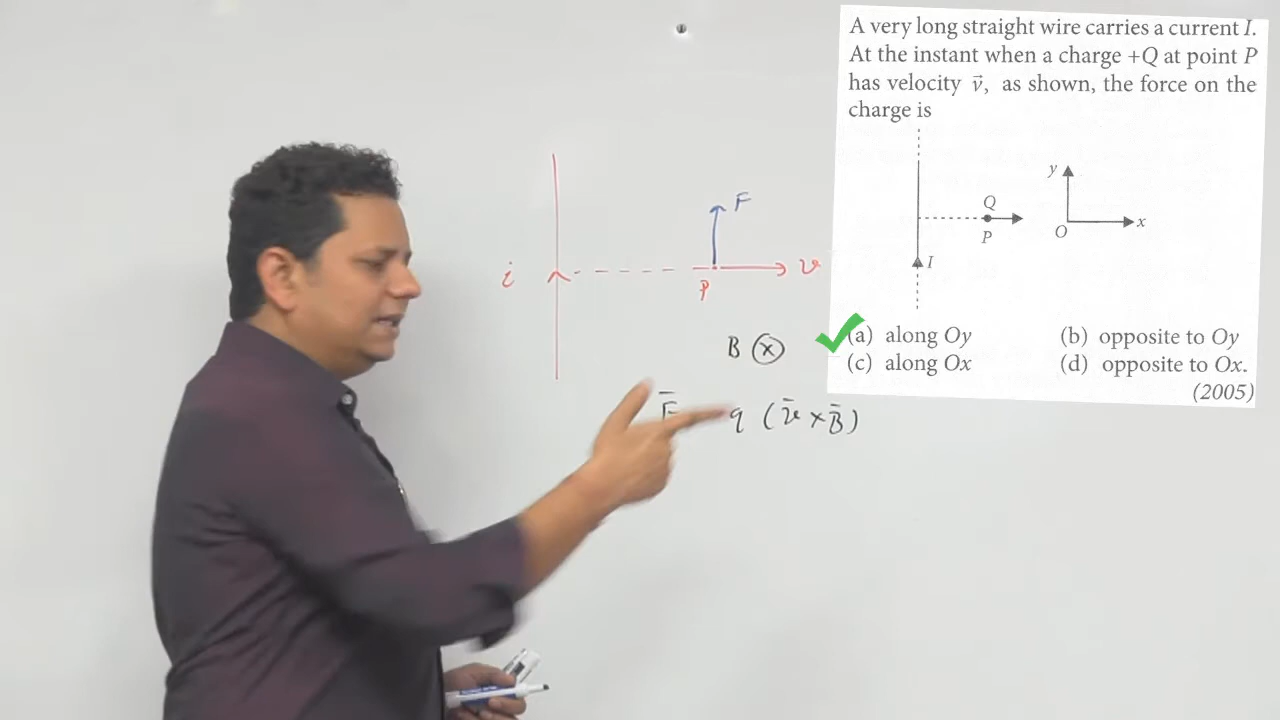 A very long straight wire carries a current I.
At the instant when a charge +Q at point P
has velocity v⃗, as shown, the force on the
charge is
y
Q
P
O
x
I
(a) along Oy
(b) opposite to Oy
(c) along Ox
(d) opposite to Ox.
(2005)
F
i
v
P
B ⊗
F̅ q (v̅ × B̅)